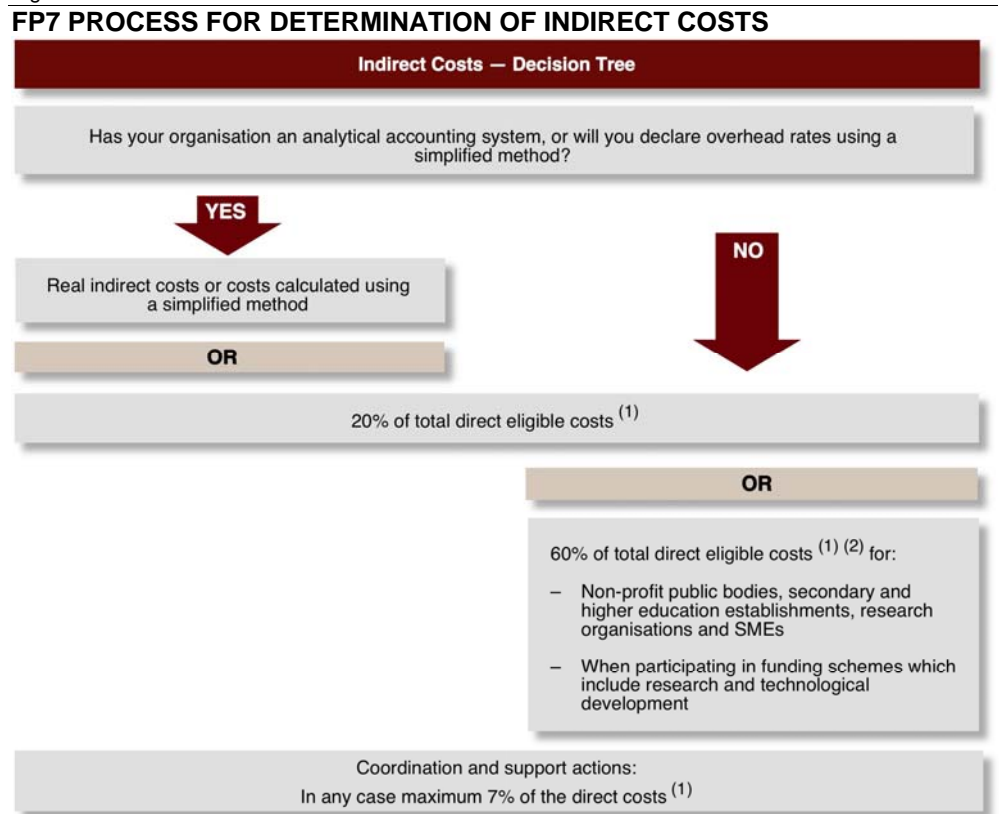 FP7 PROCESS FOR DETERMINATION OF INDIRECT COSTS
Indirect Costs — Decision Tree
Has your organisation an analytical accounting system, or will you declare overhead rates using a
simplified method?
YES
NO
Real indirect costs or costs calculated using
a simplified method
OR
20% of total direct eligible costs (1)
OR
60% of total direct eligible costs (1) (2) for:
– Non-profit public bodies, secondary and
higher education establishments, research
organisations and SMEs
– When participating in funding schemes which
include research and technological
development
Coordination and support actions:
In any case maximum 7% of the direct costs (1)